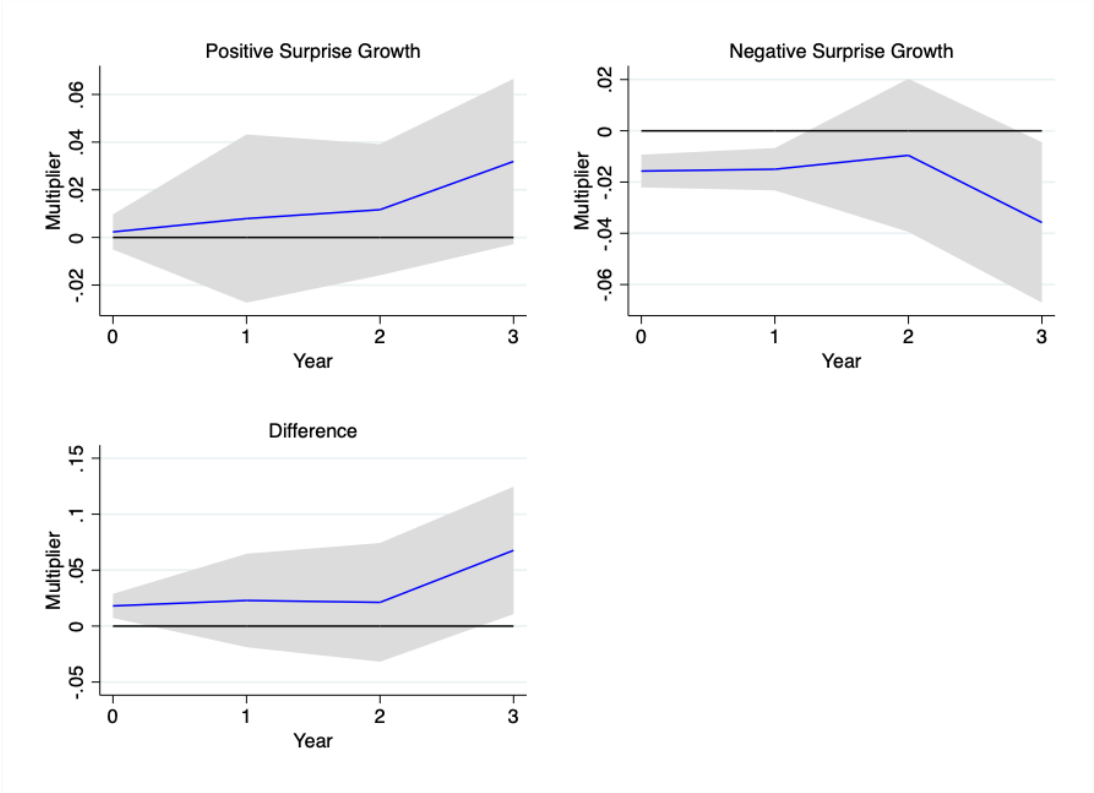 Positive Surprise Growth
Multiplier
.06
.04
.02
0
-.02
0 1 2 3
Year
Negative Surprise Growth
Multiplier
.02
0
-.02
-.04
-.06
0 1 2 3
Year
Difference
Multiplier
.15
.1
.05
0
-.05
0 1 2 3
Year